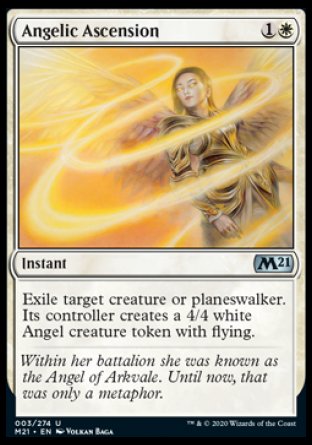 Angelic Ascension 1
Instant M21
Exile target creature or planeswalker.
Its controller creates a 4/4 white
Angel creature token with flying.
Within her battalion she was known as
the Angel of Arkvale. Until now, that
was only a metaphor.
003/274 U
M21 • EN VOLKAN BAGA ™ & © 2020 Wizards of the Coast